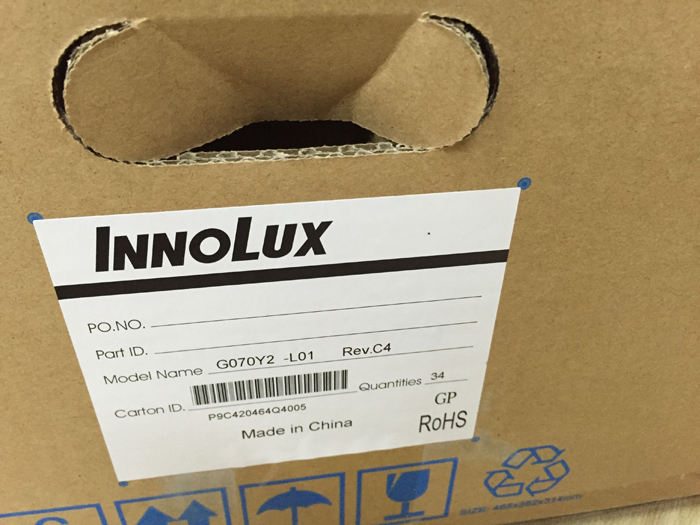 INNOLUX
PO.NO.
Part ID.
Model Name G070Y2 -L01 Rev.C4
Carton ID. Quantities 34
P9C420464Q4005
GP
Made in China RoHS